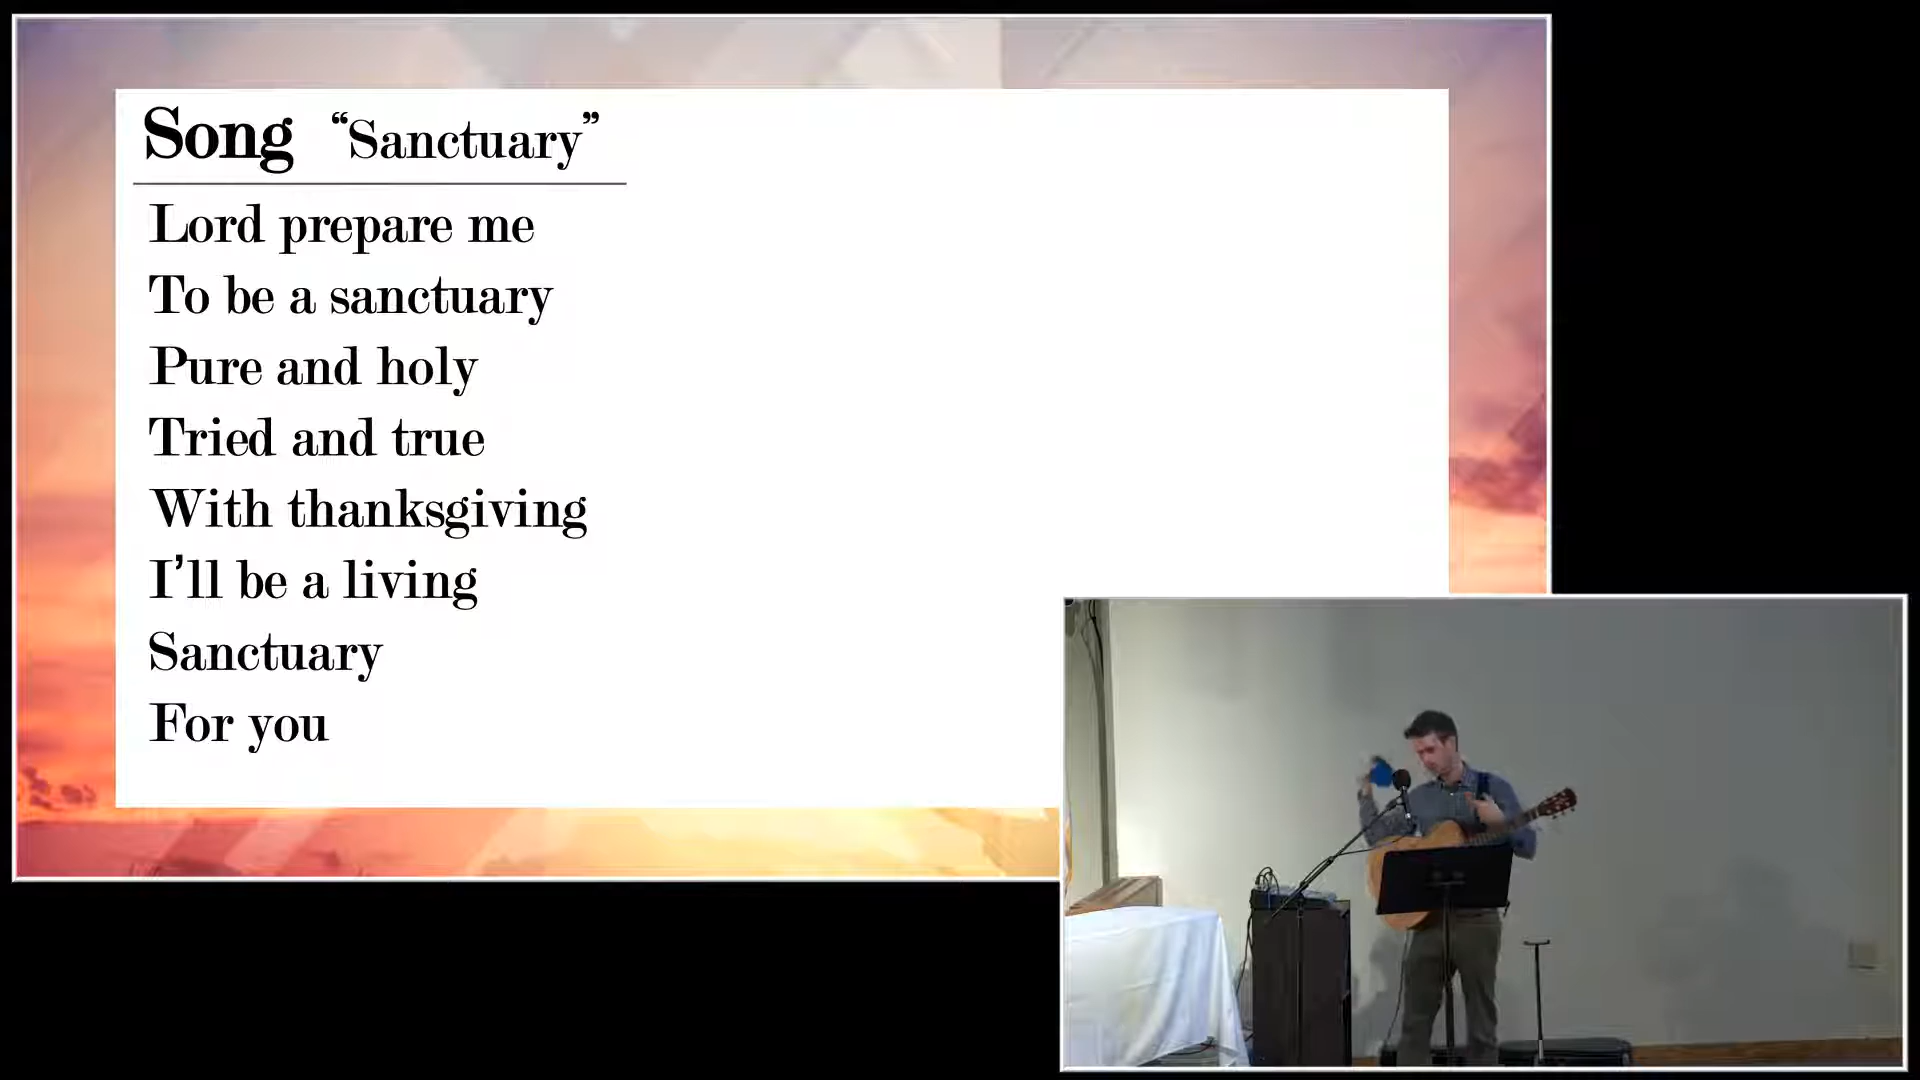 Song “Sanctuary”
Lord prepare me
To be a sanctuary
Pure and holy
Tried and true
With thanksgiving
I’ll be a living
Sanctuary
For you